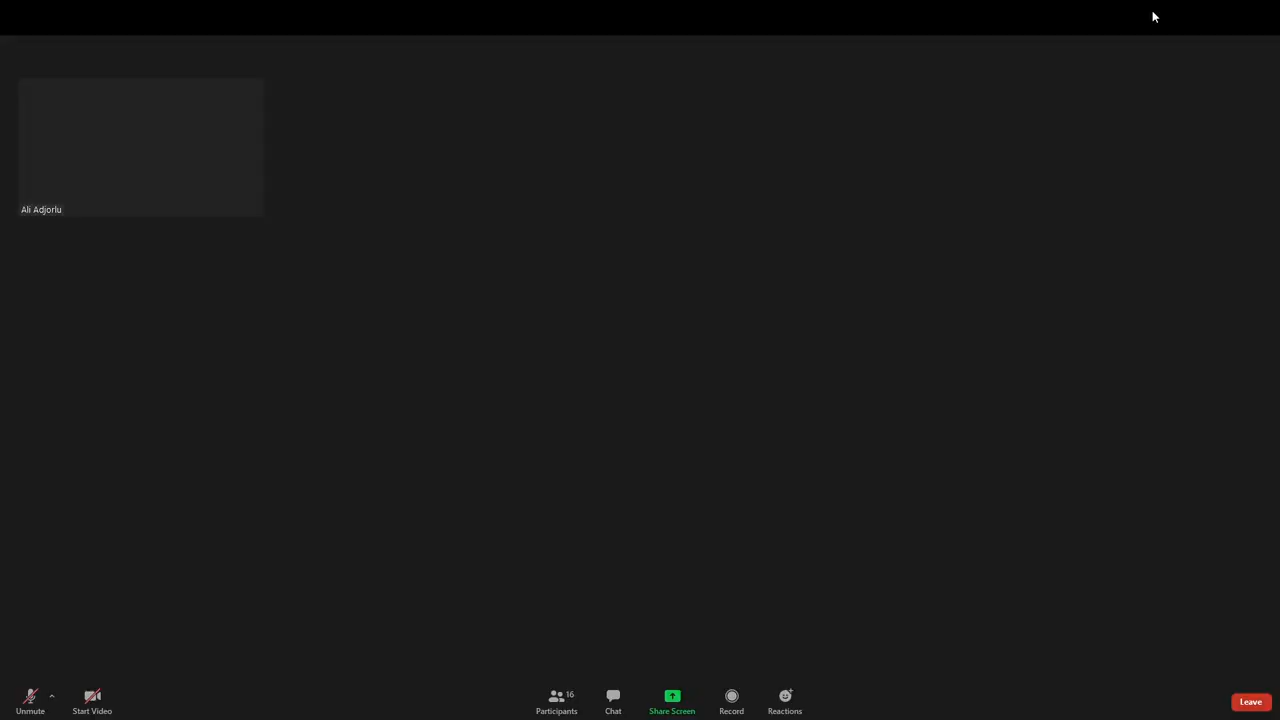 Ali Adjorlu
16
Unmute
Start Video
Participants
Chat
Share Screen
Record
Reactions
Leave